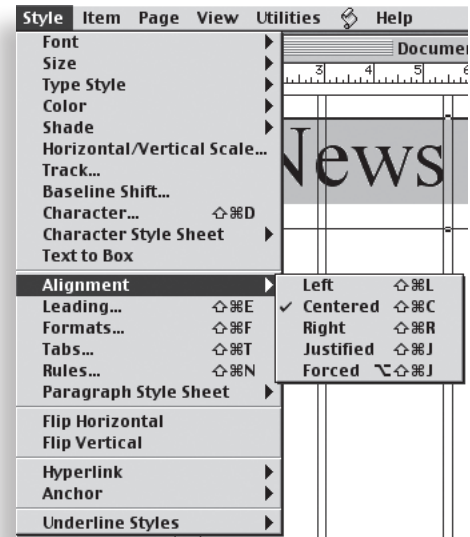 Style Item Page View Utilities Help
Documen
3 4 5 6
News
Font
Size
Type Style
Color
Shade
Horizontal/Vertical Scale...
Track...
Baseline Shift...
Character... ⇧⌘D
Character Style Sheet
Text to Box
Alignment
Leading... ⇧⌘E
Formats... ⇧⌘F
Tabs... ⇧⌘T
Rules... ⇧⌘N
Paragraph Style Sheet
Flip Horizontal
Flip Vertical
Hyperlink
Anchor
Underline Styles
Left ⇧⌘L
✓ Centered ⇧⌘C
Right ⇧⌘R
Justified ⇧⌘J
Forced ⌥⇧⌘J